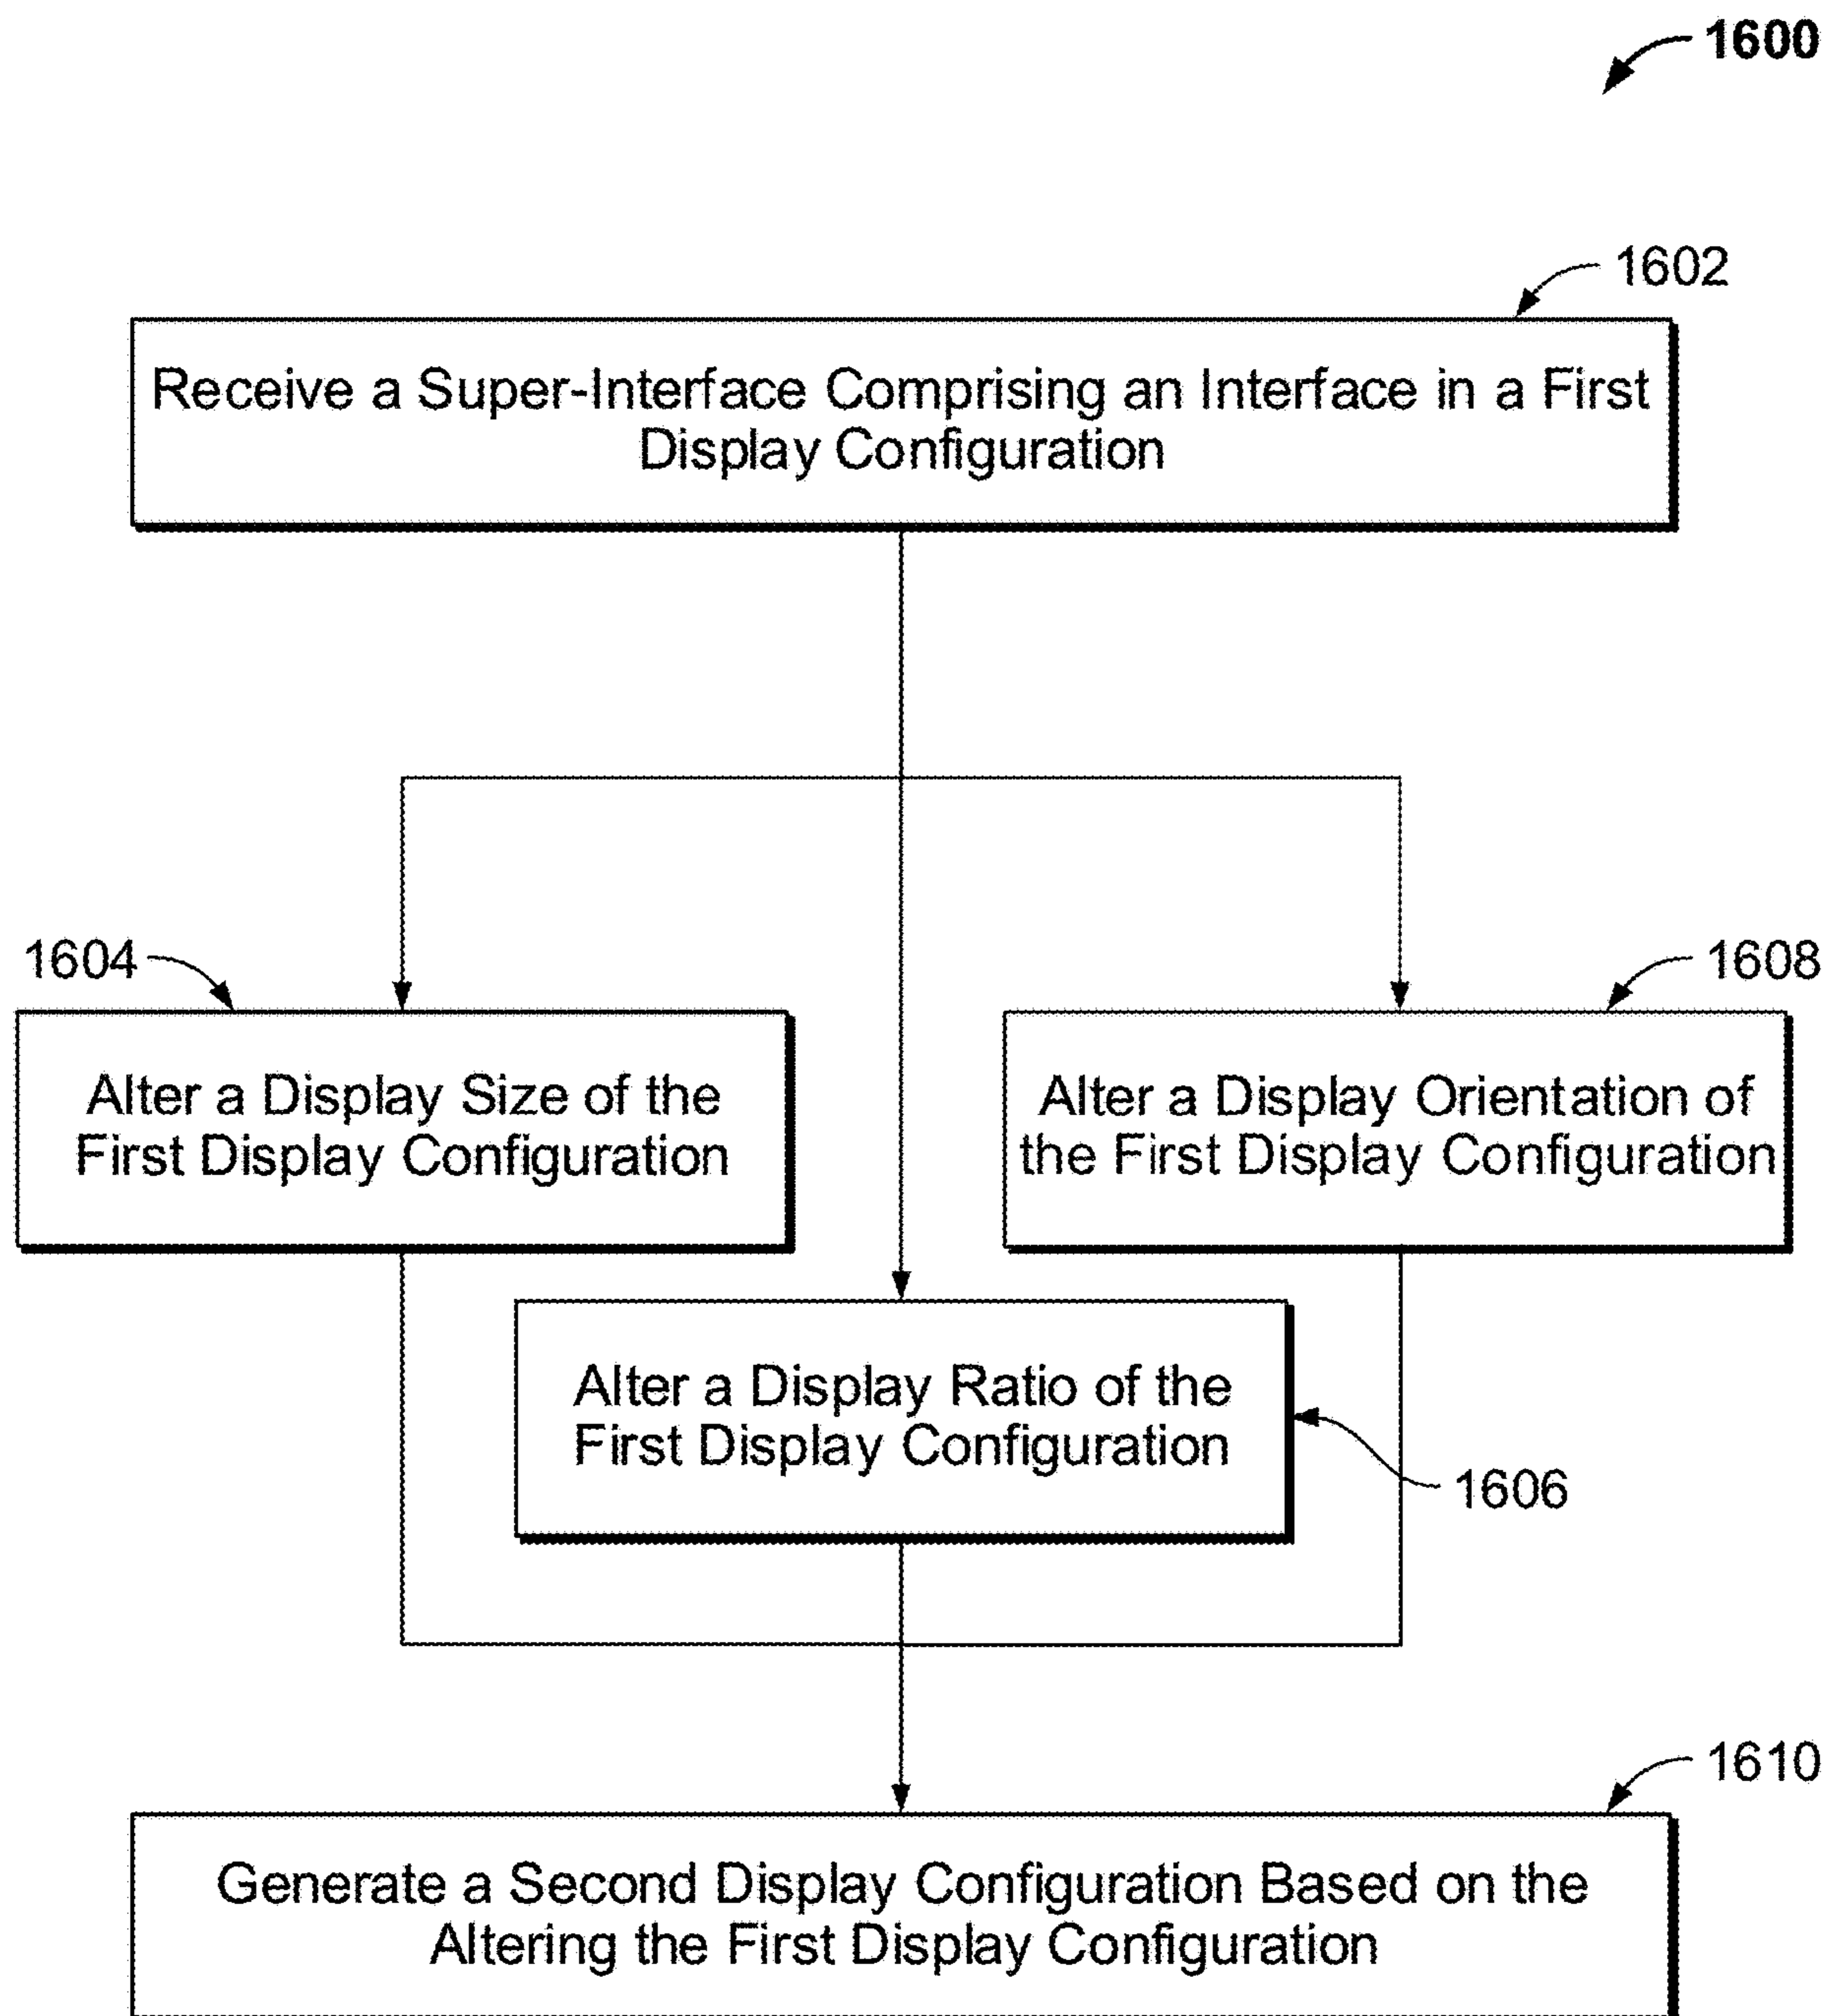 1600
1602
Receive a Super-Interface Comprising an Interface in a First
Display Configuration
1604
1608
Alter a Display Size of the
First Display Configuration
Alter a Display Orientation of
the First Display Configuration
Alter a Display Ratio of the
First Display Configuration
1606
1610
Generate a Second Display Configuration Based on the
Altering the First Display Configuration